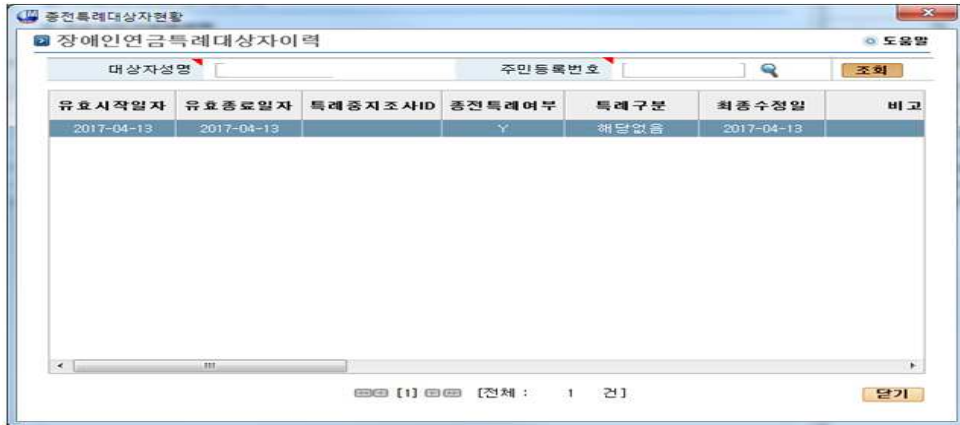 종전특례대상자현황
장애인연금특례대상자이력 도움말
대상자성명 주민등록번호 조회
유효시작일자 유효종료일자 특례중지조사ID 종전특례여부 특례구분 최종수정일 비고
2017-04-13 2017-04-13 Y 해당없음 2017-04-13
[1] [전체 : 1 건] 닫기